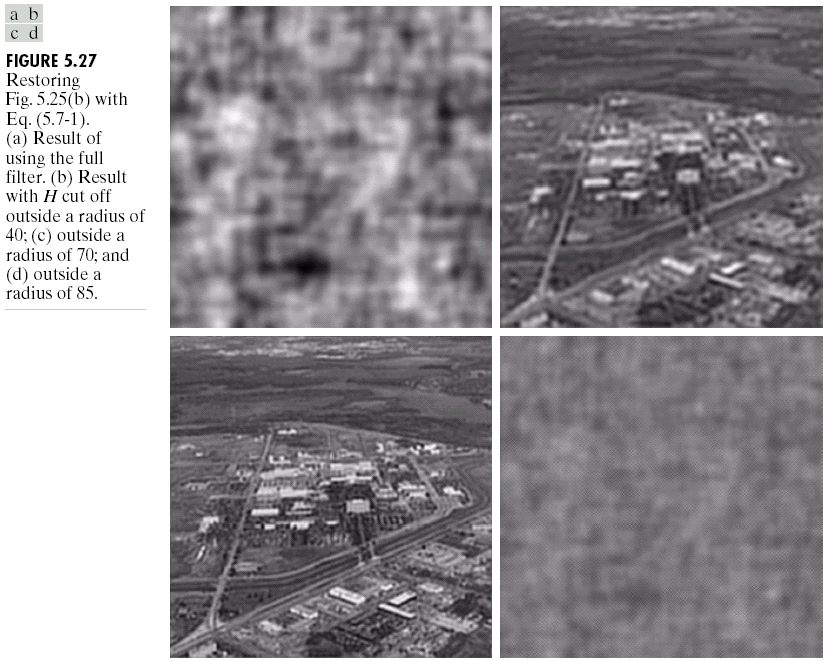 a b
c d
FIGURE 5.27
Restoring
Fig. 5.25(b) with
Eq. (5.7-1).
(a) Result of
using the full
filter. (b) Result
with H cut off
outside a radius of
40; (c) outside a
radius of 70; and
(d) outside a
radius of 85.